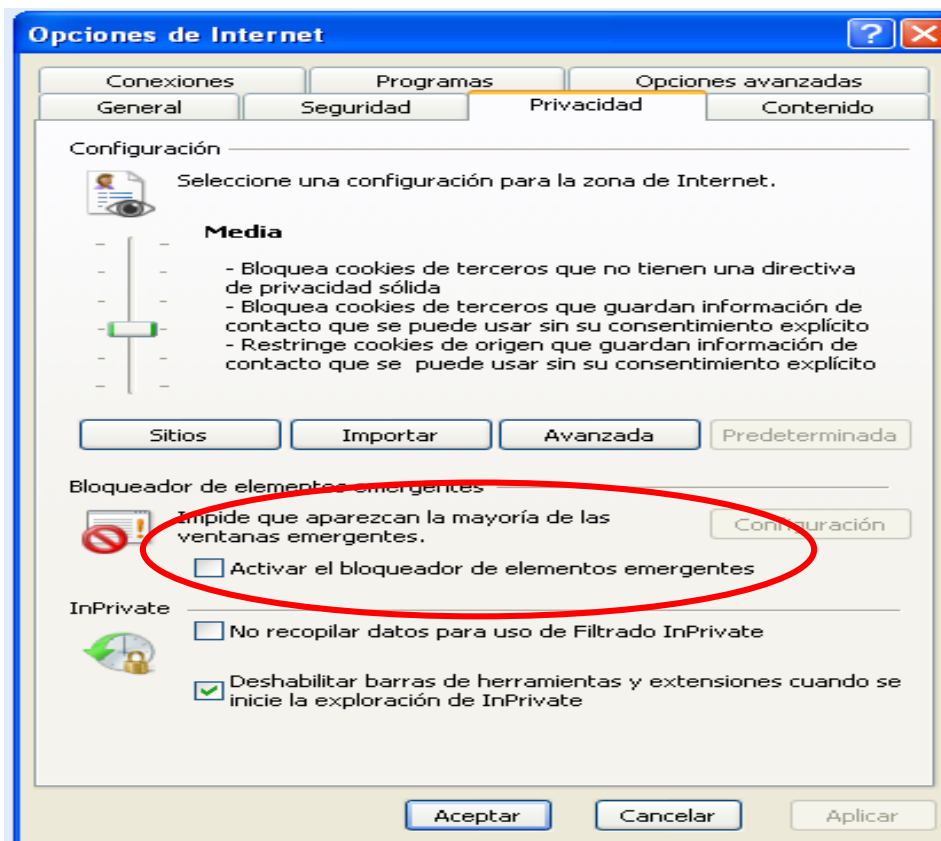 Opciones de Internet
Conexiones Programas Opciones avanzadas
General Seguridad Privacidad Contenido
Configuración
Seleccione una configuración para la zona de Internet.
Media
- Bloquea cookies de terceros que no tienen una directiva
de privacidad sólida
- Bloquea cookies de terceros que guardan información de
contacto que se puede usar sin su consentimiento explícito
- Restringe cookies de origen que guardan información de
contacto que se puede usar sin su consentimiento explícito
Sitios Importar Avanzada Predeterminada
Bloqueador de elementos emergentes
Impide que aparezcan la mayoría de las
ventanas emergentes.
Configuración
Activar el bloqueador de elementos emergentes
InPrivate
No recopilar datos para uso de Filtrado InPrivate
Deshabilitar barras de herramientas y extensiones cuando se
inicie la exploración de InPrivate
Aceptar Cancelar Aplicar